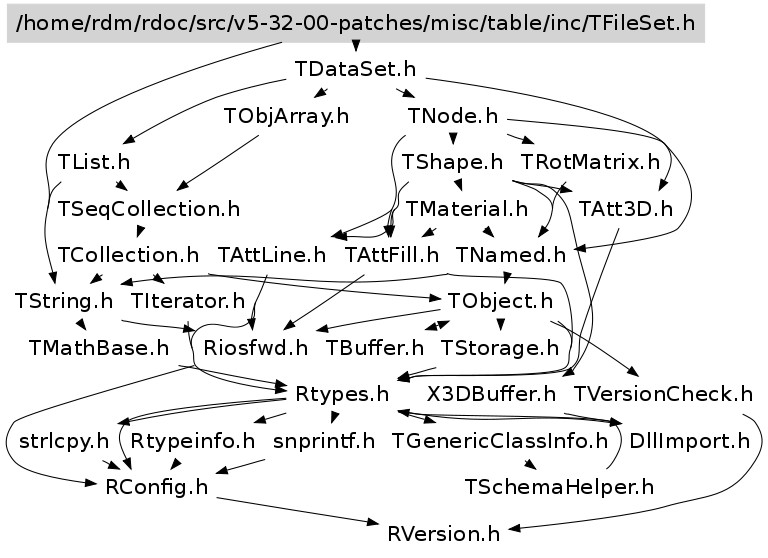 /home/rdm/rdoc/src/v5-32-00-patches/misc/table/inc/TFileSet.h
TDataSet.h
TObjArray.h TNode.h
TList.h TShape.h TRotMatrix.h
TSeqCollection.h TMaterial.h TAtt3D.h
TCollection.h TAttLine.h TAttFill.h TNamed.h
TString.h TIterator.h TObject.h
TMathBase.h Riosfwd.h TBuffer.h TStorage.h
Rtypes.h X3DBuffer.h TVersionCheck.h
strlcpy.h Rtypeinfo.h snprintf.h TGenericClassInfo.h DllImport.h
RConfig.h TSchemaHelper.h
RVersion.h